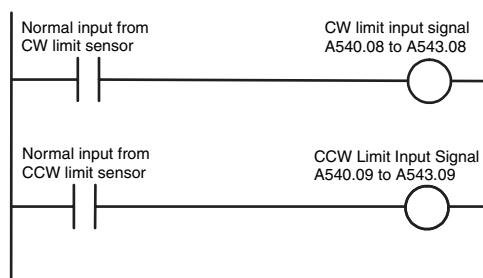 Normal input from
CW limit sensor
CW limit input signal
A540.08 to A543.08
Normal input from
CCW limit sensor
CCW Limit Input Signal
A540.09 to A543.09